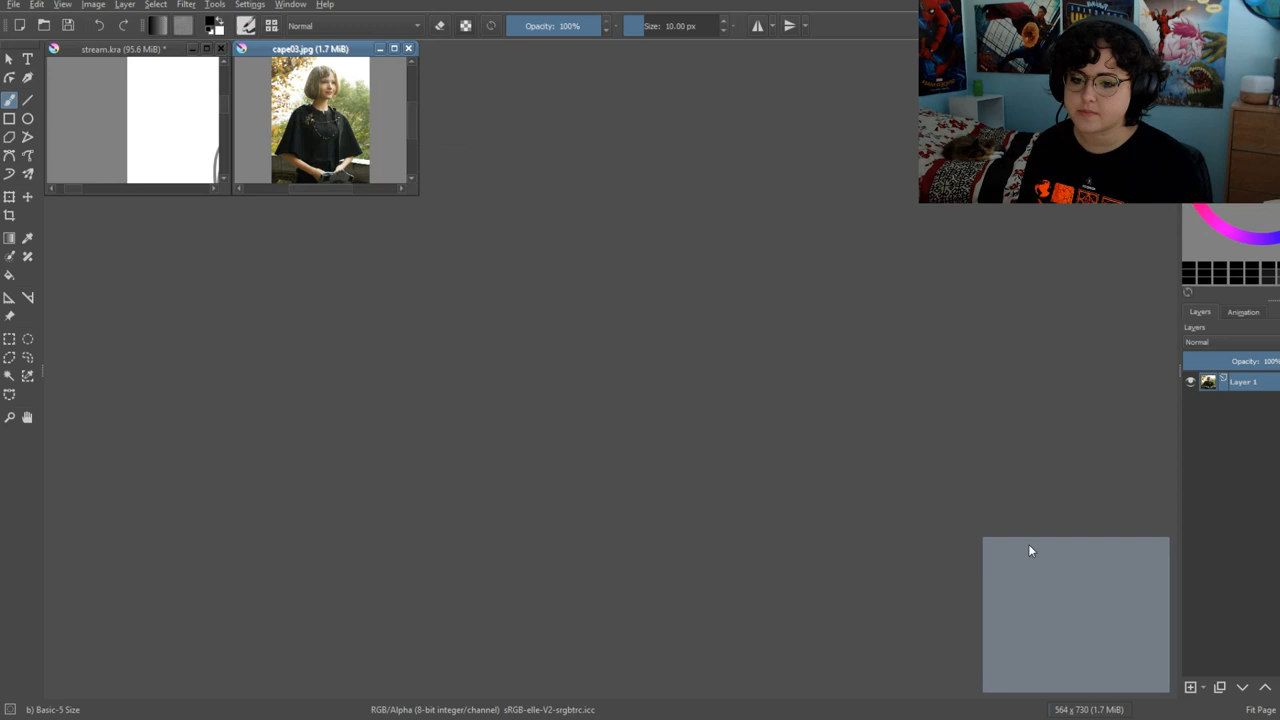 File Edit View Image Layer Select Filter Tools Settings Window Help
Normal Opacity: 100% Size: 10.00 px
stream.kra (95.6 MiB) * cape03.jpg (1.7 MiB)
Layers Animation
Layers
Normal
Opacity: 100%
Layer 1
b) Basic-5 Size RGB/Alpha (8-bit integer/channel) sRGB-elle-V2-srgbtrc.icc 564 x 730 (1.7 MiB) Fit Page